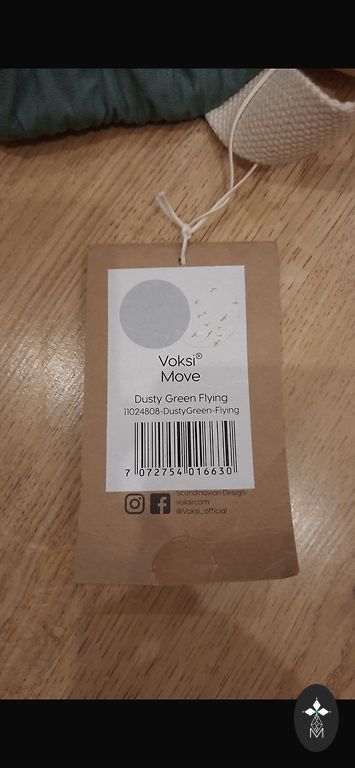 Voksi®
Move
Dusty Green Flying
11024808-DustyGreen-Flying
7 072754 016630
Scandinavian Design
voksi.com
@Voksi_official
M